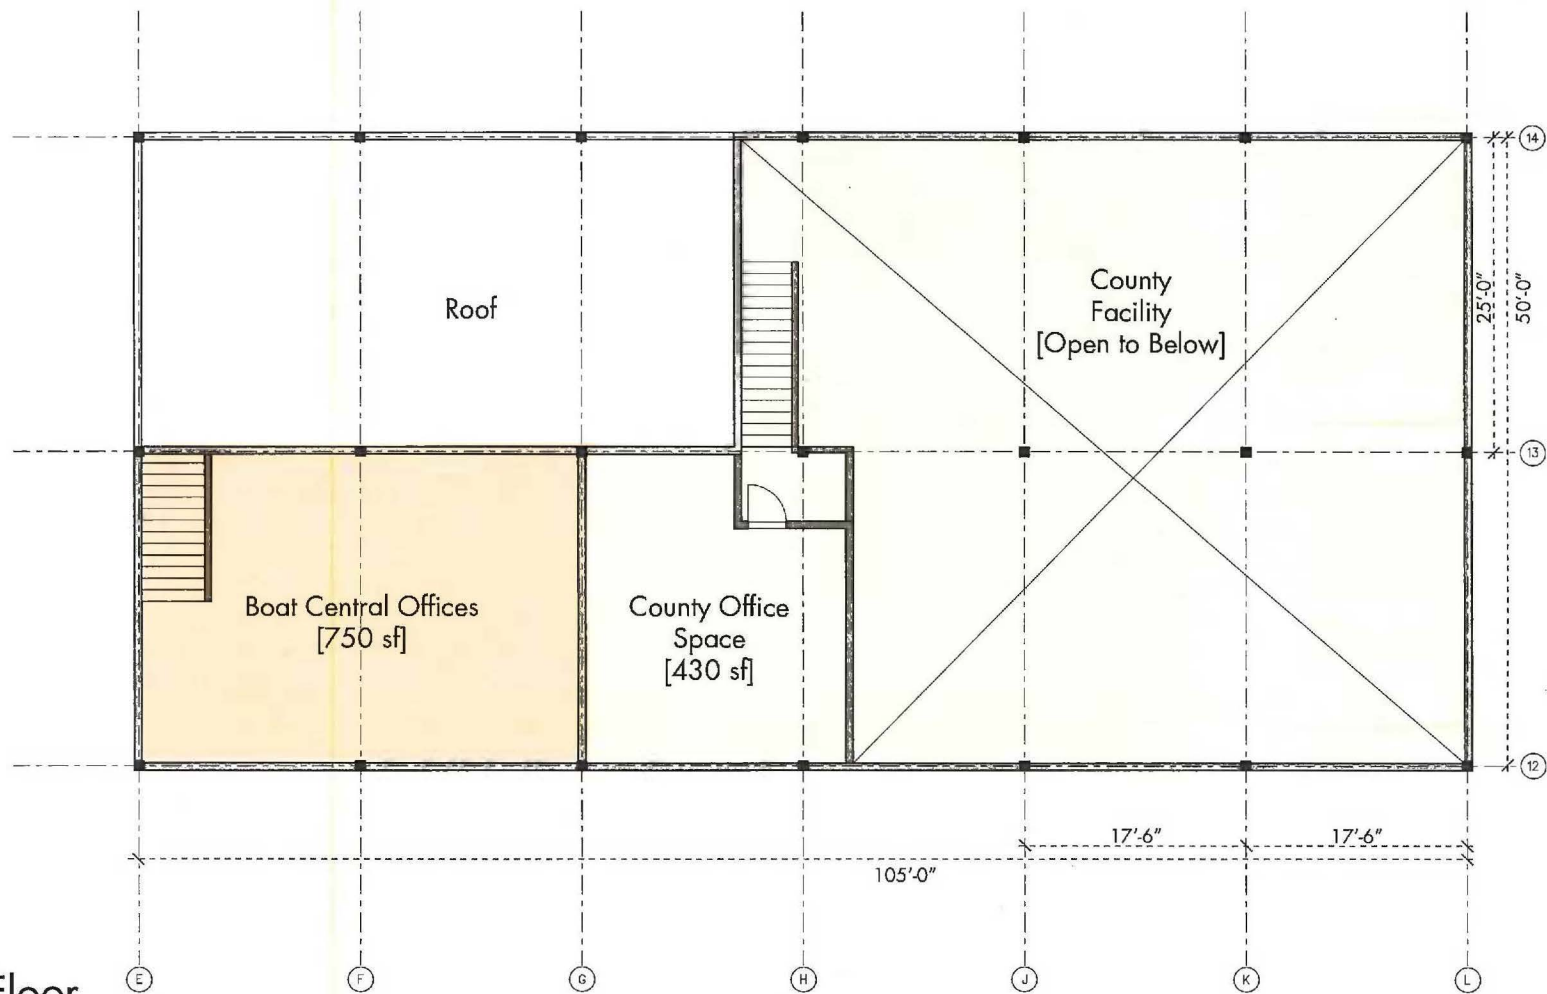 14
Roof
County
Facility
[Open to Below]
25'-0"
50'-0"
13
Boat Central Offices
[750 sf]
County Office
Space
[430 sf]
12
17'-6"
17'-6"
105'-0"
E
F
G
H
J
K
L
Floor